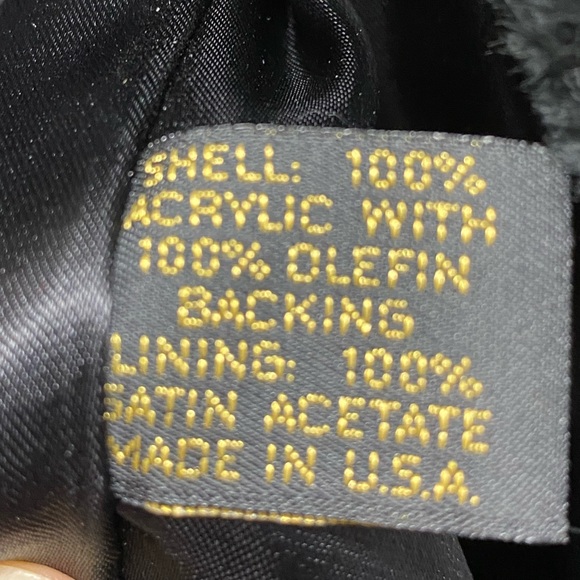 SHELL: 100%
ACRYLIC WITH
100% OLEFIN
BACKING
LINING: 100%
SATIN ACETATE
MADE IN U.S.A.